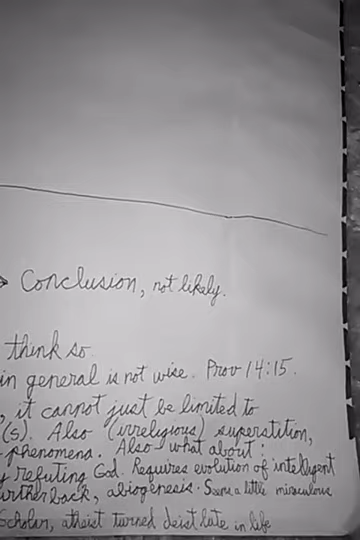 Conclusion, not likely.
think so
in general is not wise. Prov 14:15.
, it cannot just be limited to
(s). Also (irreligious) superstition,
phenomena. Also what about:
y refuting God. Requires evolution of intelligent
further back, abiogenesis. Seems a little miraculous
Scholar, atheist turned deist late in life